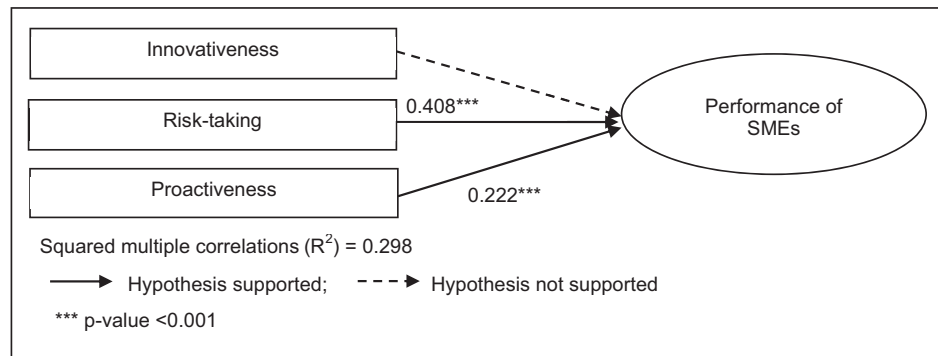 Innovativeness
0.408***
Risk-taking
Performance of
SMEs
Proactiveness
0.222***
Squared multiple correlations (R²) = 0.298
Hypothesis supported;
Hypothesis not supported
*** p-value <0.001